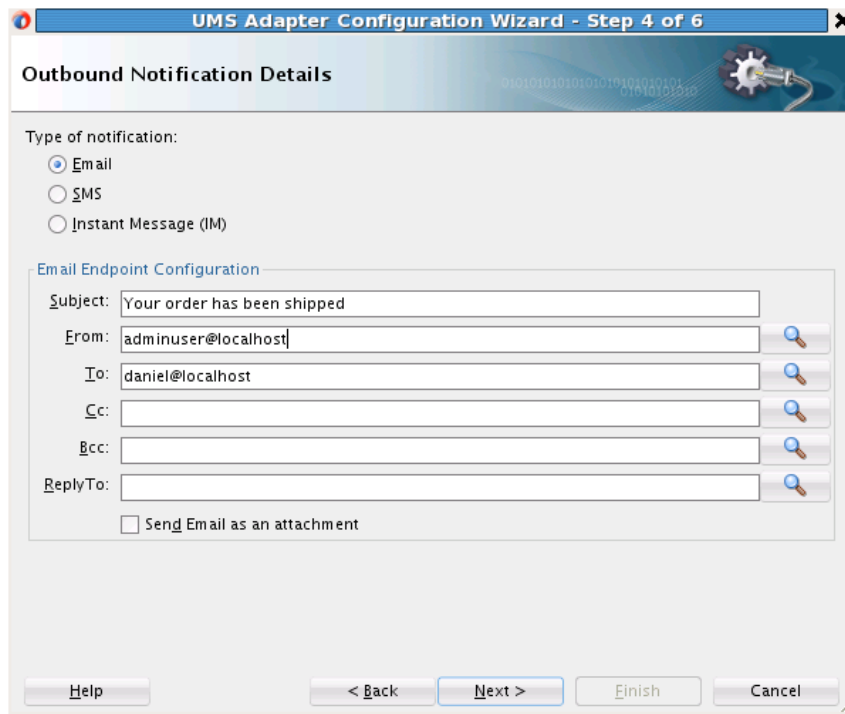 UMS Adapter Configuration Wizard - Step 4 of 6
Outbound Notification Details
0101010101010101010101010101
01010101010
Type of notification:
Email
SMS
Instant Message (IM)
Email Endpoint Configuration
Subject: Your order has been shipped
From: adminuser@localhost
To: daniel@localhost
Cc:
Bcc:
ReplyTo:
Send Email as an attachment
Help < Back Next > Finish Cancel